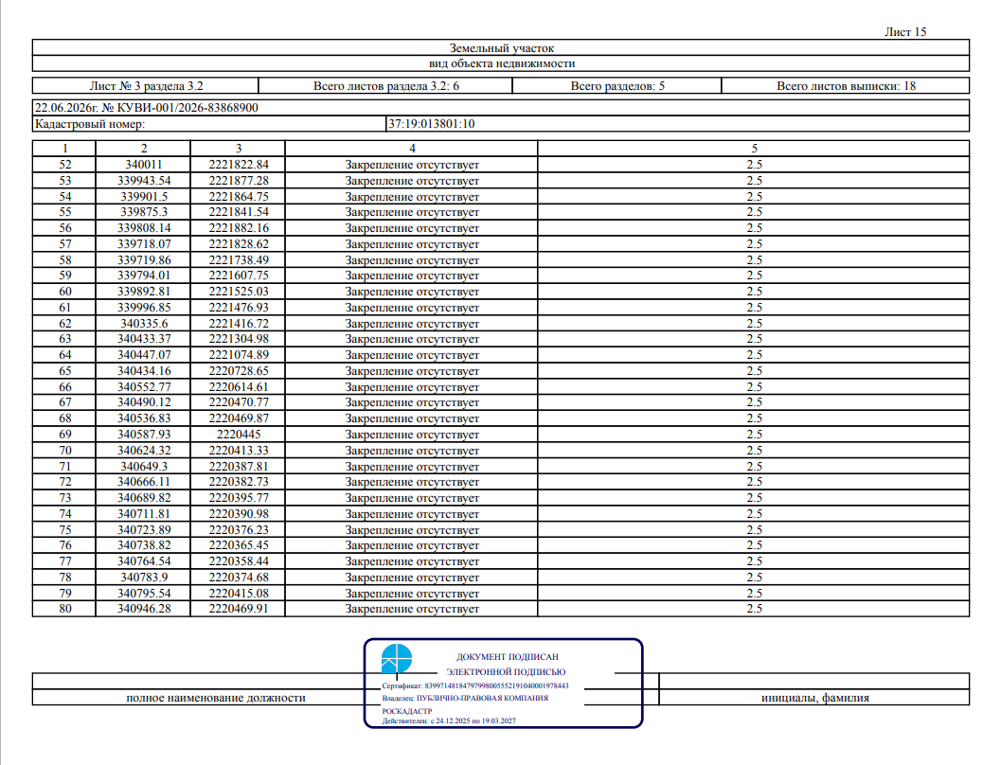 Лист 15
Земельный участок
вид объекта недвижимости
Лист № 3 раздела 3.2 Всего листов раздела 3.2: 6 Всего разделов: 5 Всего листов выписки: 18
22.06.2026г. № КУВИ-001/2026-83868900
Кадастровый номер: 37:19:013801:10
1 2 3 4 5
52 340011 2221822.84 Закрепление отсутствует 2.5
53 339943.54 2221877.28 Закрепление отсутствует 2.5
54 339901.5 2221864.75 Закрепление отсутствует 2.5
55 339875.3 2221841.54 Закрепление отсутствует 2.5
56 339808.14 2221882.16 Закрепление отсутствует 2.5
57 339718.07 2221828.62 Закрепление отсутствует 2.5
58 339719.86 2221738.49 Закрепление отсутствует 2.5
59 339794.01 2221607.75 Закрепление отсутствует 2.5
60 339892.81 2221525.03 Закрепление отсутствует 2.5
61 339996.85 2221476.93 Закрепление отсутствует 2.5
62 340335.6 2221416.72 Закрепление отсутствует 2.5
63 340433.37 2221304.98 Закрепление отсутствует 2.5
64 340447.07 2221074.89 Закрепление отсутствует 2.5
65 340434.16 2220728.65 Закрепление отсутствует 2.5
66 340552.77 2220614.61 Закрепление отсутствует 2.5
67 340490.12 2220470.77 Закрепление отсутствует 2.5
68 340536.83 2220469.87 Закрепление отсутствует 2.5
69 340587.93 2220445 Закрепление отсутствует 2.5
70 340624.32 2220413.33 Закрепление отсутствует 2.5
71 340649.3 2220387.81 Закрепление отсутствует 2.5
72 340666.11 2220382.73 Закрепление отсутствует 2.5
73 340689.82 2220395.77 Закрепление отсутствует 2.5
74 340711.81 2220390.98 Закрепление отсутствует 2.5
75 340723.89 2220376.23 Закрепление отсутствует 2.5
76 340738.82 2220365.45 Закрепление отсутствует 2.5
77 340764.54 2220358.44 Закрепление отсутствует 2.5
78 340783.9 2220374.68 Закрепление отсутствует 2.5
79 340795.54 2220415.08 Закрепление отсутствует 2.5
80 340946.28 2220469.91 Закрепление отсутствует 2.5
ДОКУМЕНТ ПОДПИСАН
ЭЛЕКТРОННОЙ ПОДПИСЬЮ
Сертификат: 83997148184797998005552191040001978443
Владелец: ПУБЛИЧНО-ПРАВОВАЯ КОМПАНИЯ
РОСКАДАСТР
Действителен: с 24.12.2025 по 19.03.2027
полное наименование должности инициалы, фамилия